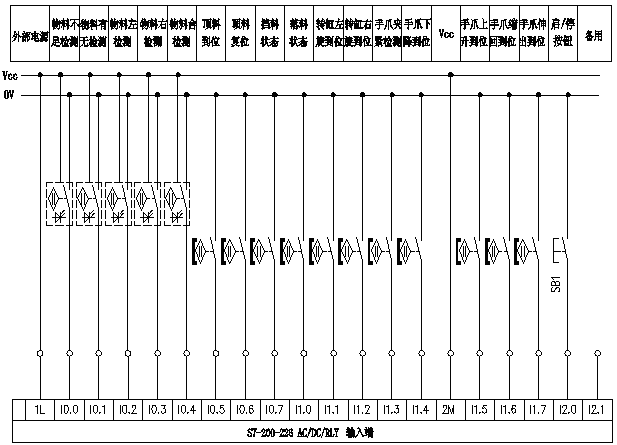 外部电源 物料不足检测 物料有无检测 物料左检测 物料右检测 物料台检测 顶料到位 顶料复位 挡料状态 落料状态 转缸左旋到位 转缸右旋到位 手爪夹紧检测 手爪下降到位 Vcc 手爪上升到位 手爪缩回到位 手爪伸出到位 启/停按钮 备用
Vcc
0V
SB1
1L I0.0 I0.1 I0.2 I0.3 I0.4 I0.5 I0.6 I0.7 I1.0 I1.1 I1.2 I1.3 I1.4 2M I1.5 I1.6 I1.7 I2.0 I2.1
S7-200-226 AC/DC/RLY 输入端